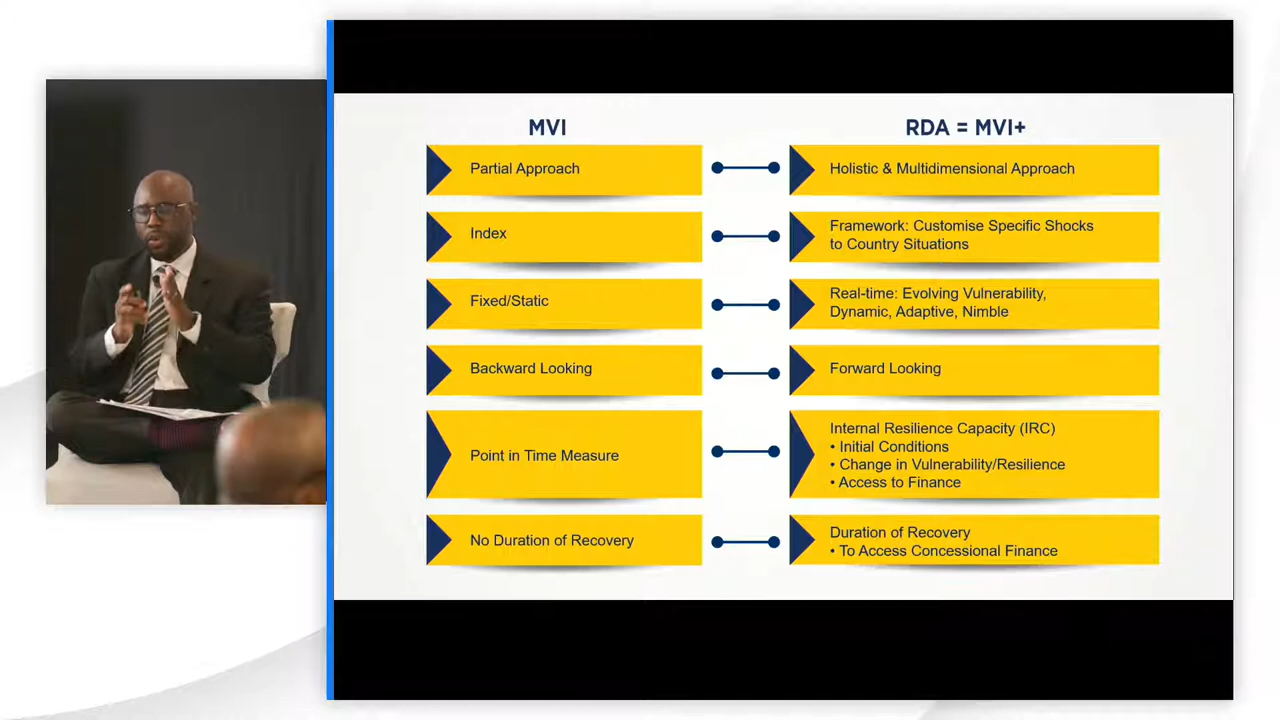 MVI
RDA = MVI+
Partial Approach
Holistic & Multidimensional Approach
Index
Framework: Customise Specific Shocks
to Country Situations
Fixed/Static
Real-time: Evolving Vulnerability,
Dynamic, Adaptive, Nimble
Backward Looking
Forward Looking
Point in Time Measure
Internal Resilience Capacity (IRC)
• Initial Conditions
• Change in Vulnerability/Resilience
• Access to Finance
No Duration of Recovery
Duration of Recovery
• To Access Concessional Finance